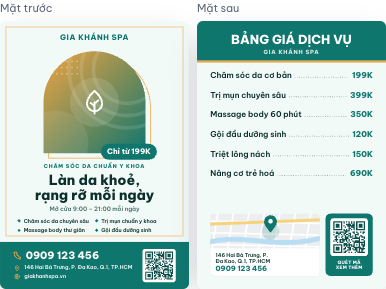 Mặt trước
GIA KHÁNH SPA
Chỉ từ 199K
CHĂM SÓC DA CHUẨN Y KHOA
Làn da khoẻ,
rạng rỡ mỗi ngày
Mở cửa 9:00 – 21:00 mỗi ngày
Chăm sóc da chuyên sâu
Trị mụn chuẩn y khoa
Massage body thư giãn
Gội đầu dưỡng sinh
0909 123 456
146 Hai Bà Trưng, P. Đa Kao, Q.1, TP.HCM
giakhanhspa.vn
Mặt sau
BẢNG GIÁ DỊCH VỤ
GIA KHÁNH SPA
Chăm sóc da cơ bản 199K
Trị mụn chuyên sâu 399K
Massage body 60 phút 350K
Gội đầu dưỡng sinh 120K
Triệt lông nách 150K
Nâng cơ trẻ hoá 690K
146 Hai Bà Trưng, P.
Đa Kao, Q.1, TP.HCM
0909 123 456
QUÉT MÃ
XEM THÊM